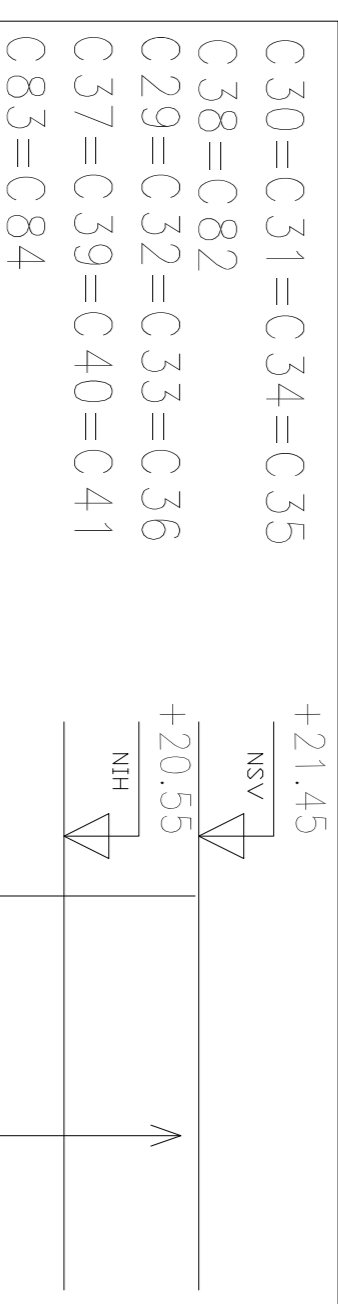 C30=C31=C34=C35
C38=C82
C29=C32=C33=C36
C37=C39=C40=C41
C83=C84
+21.45
NSV
+20.55
NIH